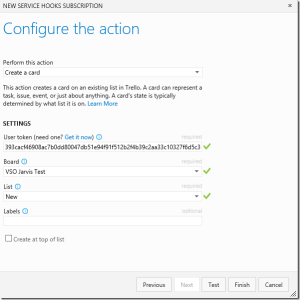 NEW SERVICE HOOKS SUBSCRIPTION
Configure the action
Perform this action
Create a card
This action creates a card on an existing list in Trello. A card can represent a
task, issue, event, or just about anything. A card's state is typically
determined by what list it is on. Learn More
SETTINGS
User token (need one? Get it now) required
393cacf46908ac7b0dd80047db51e94f91f512b2f4b39c2aa33c10327f6d5c3
Board required
VSO Jarvis Test
List required
New
Labels optional
Create at top of list
Previous Next Test Finish Cancel